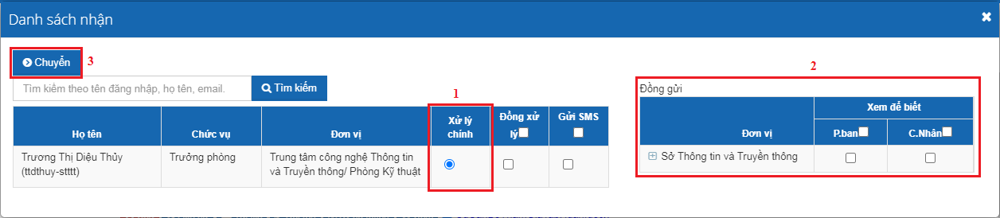 Danh sách nhận
Chuyển
3
Tìm kiếm theo tên đăng nhập, họ tên, email.
Tìm kiếm
1
2
Họ tên
Chức vụ
Đơn vị
Xử lý
chính
Đồng xử
lý
Gửi SMS
Trương Thị Diệu Thủy
(ttdthuy-stttt)
Trưởng phòng
Trung tâm công nghệ Thông tin
và Truyền thông/ Phòng Kỹ thuật
Đồng gửi
Đơn vị
Xem để biết
P.ban
C.Nhân
Sở Thông tin và Truyền thông